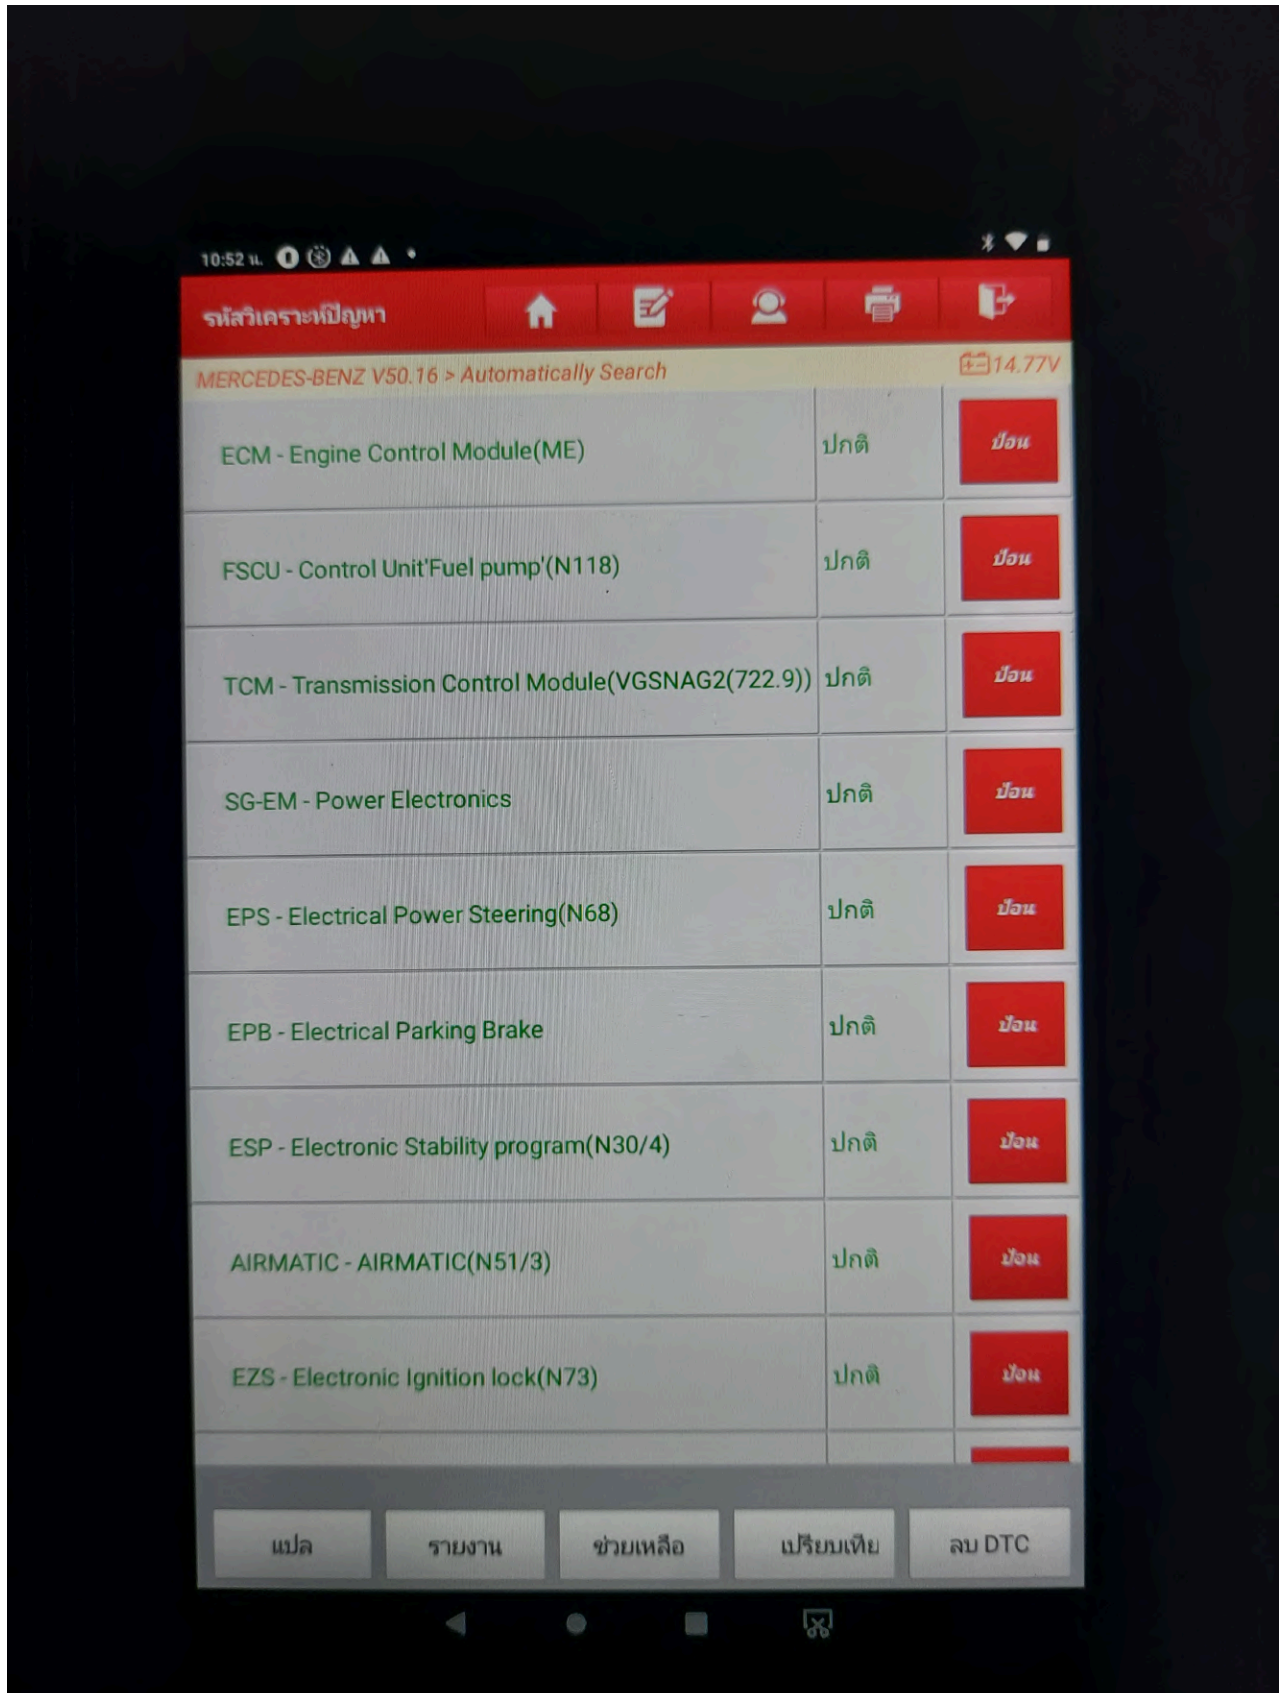 10:52 น.
รหัสวิเคราะห์ปัญหา
MERCEDES-BENZ V50.16 > Automatically Search
14.77V
ECM - Engine Control Module(ME) ปกติ ป้อน
FSCU - Control Unit'Fuel pump'(N118) ปกติ ป้อน
TCM - Transmission Control Module(VGSNAG2(722.9)) ปกติ ป้อน
SG-EM - Power Electronics ปกติ ป้อน
EPS - Electrical Power Steering(N68) ปกติ ป้อน
EPB - Electrical Parking Brake ปกติ ป้อน
ESP - Electronic Stability program(N30/4) ปกติ ป้อน
AIRMATIC - AIRMATIC(N51/3) ปกติ ป้อน
EZS - Electronic Ignition lock(N73) ปกติ ป้อน
แปล รายงาน ช่วยเหลือ เปรียบเทีย ลบ DTC